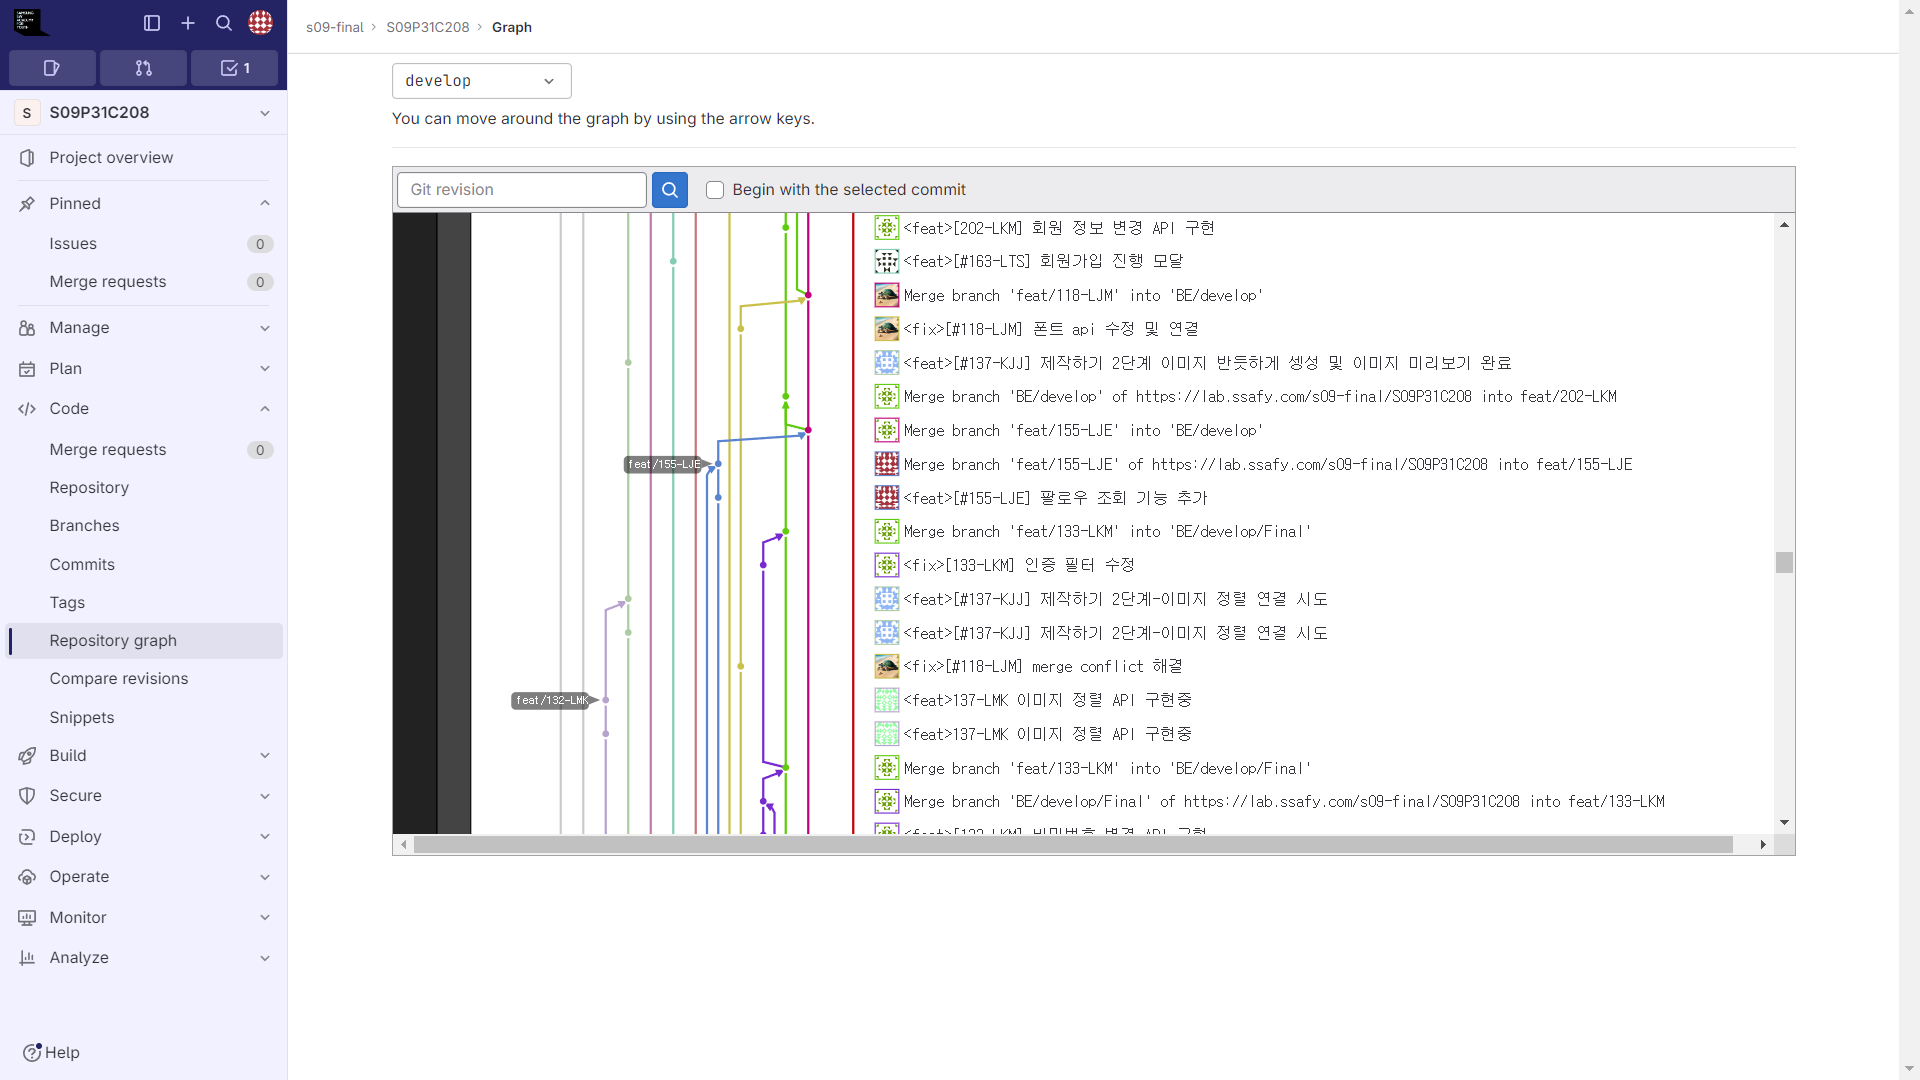 s09-final
S09P31C208
Graph
1
S
S09P31C208
Project overview
Pinned
Issues
0
Merge requests
0
Manage
Plan
Code
Merge requests
0
Repository
Branches
Commits
Tags
Repository graph
Compare revisions
Snippets
Build
Secure
Deploy
Operate
Monitor
Analyze
Help
develop
You can move around the graph by using the arrow keys.
Git revision
Begin with the selected commit
<feat>[202-LKM] 회원 정보 변경 API 구현
<feat>[#163-LTS] 회원가입 진행 모달
Merge branch 'feat/118-LJM' into 'BE/develop'
<fix>[#118-LJM] 폰트 api 수정 및 연결
<feat>[#137-KJJ] 제작하기 2단계 이미지 반듯하게 셍성 및 이미지 미리보기 완료
Merge branch 'BE/develop' of https://lab.ssafy.com/s09-final/S09P31C208 into feat/202-LKM
Merge branch 'feat/155-LJE' into 'BE/develop'
feat/155-LJE
Merge branch 'feat/155-LJE' of https://lab.ssafy.com/s09-final/S09P31C208 into feat/155-LJE
<feat>[#155-LJE] 팔로우 조회 기능 추가
Merge branch 'feat/133-LKM' into 'BE/develop/Final'
<fix>[133-LKM] 인증 필터 수정
<feat>[#137-KJJ] 제작하기 2단계-이미지 정렬 연결 시도
<feat>[#137-KJJ] 제작하기 2단계-이미지 정렬 연결 시도
<fix>[#118-LJM] merge conflict 해결
feat/132-LMK
<feat>137-LMK 이미지 정렬 API 구현중
<feat>137-LMK 이미지 정렬 API 구현중
Merge branch 'feat/133-LKM' into 'BE/develop/Final'
Merge branch 'BE/develop/Final' of https://lab.ssafy.com/s09-final/S09P31C208 into feat/133-LKM
<feat>[133-LKM] 비밀번호 변경 API 구현